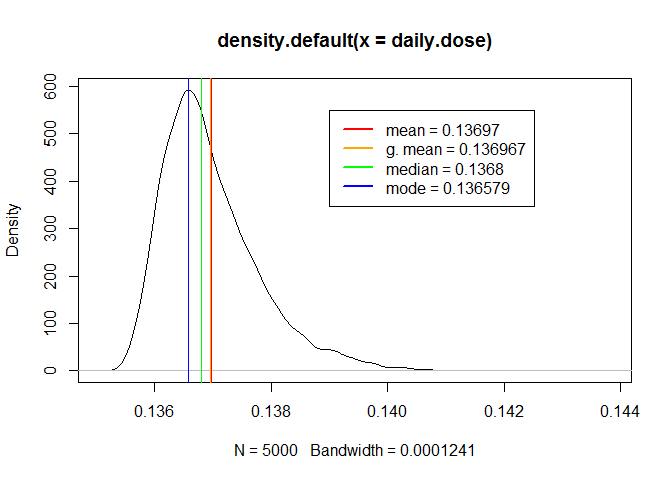 density.default(x = daily.dose)
600
500
400
300
200
100
0
Density
mean = 0.13697
g. mean = 0.136967
median = 0.1368
mode = 0.136579
0.136 0.138 0.140 0.142 0.144
N = 5000 Bandwidth = 0.0001241